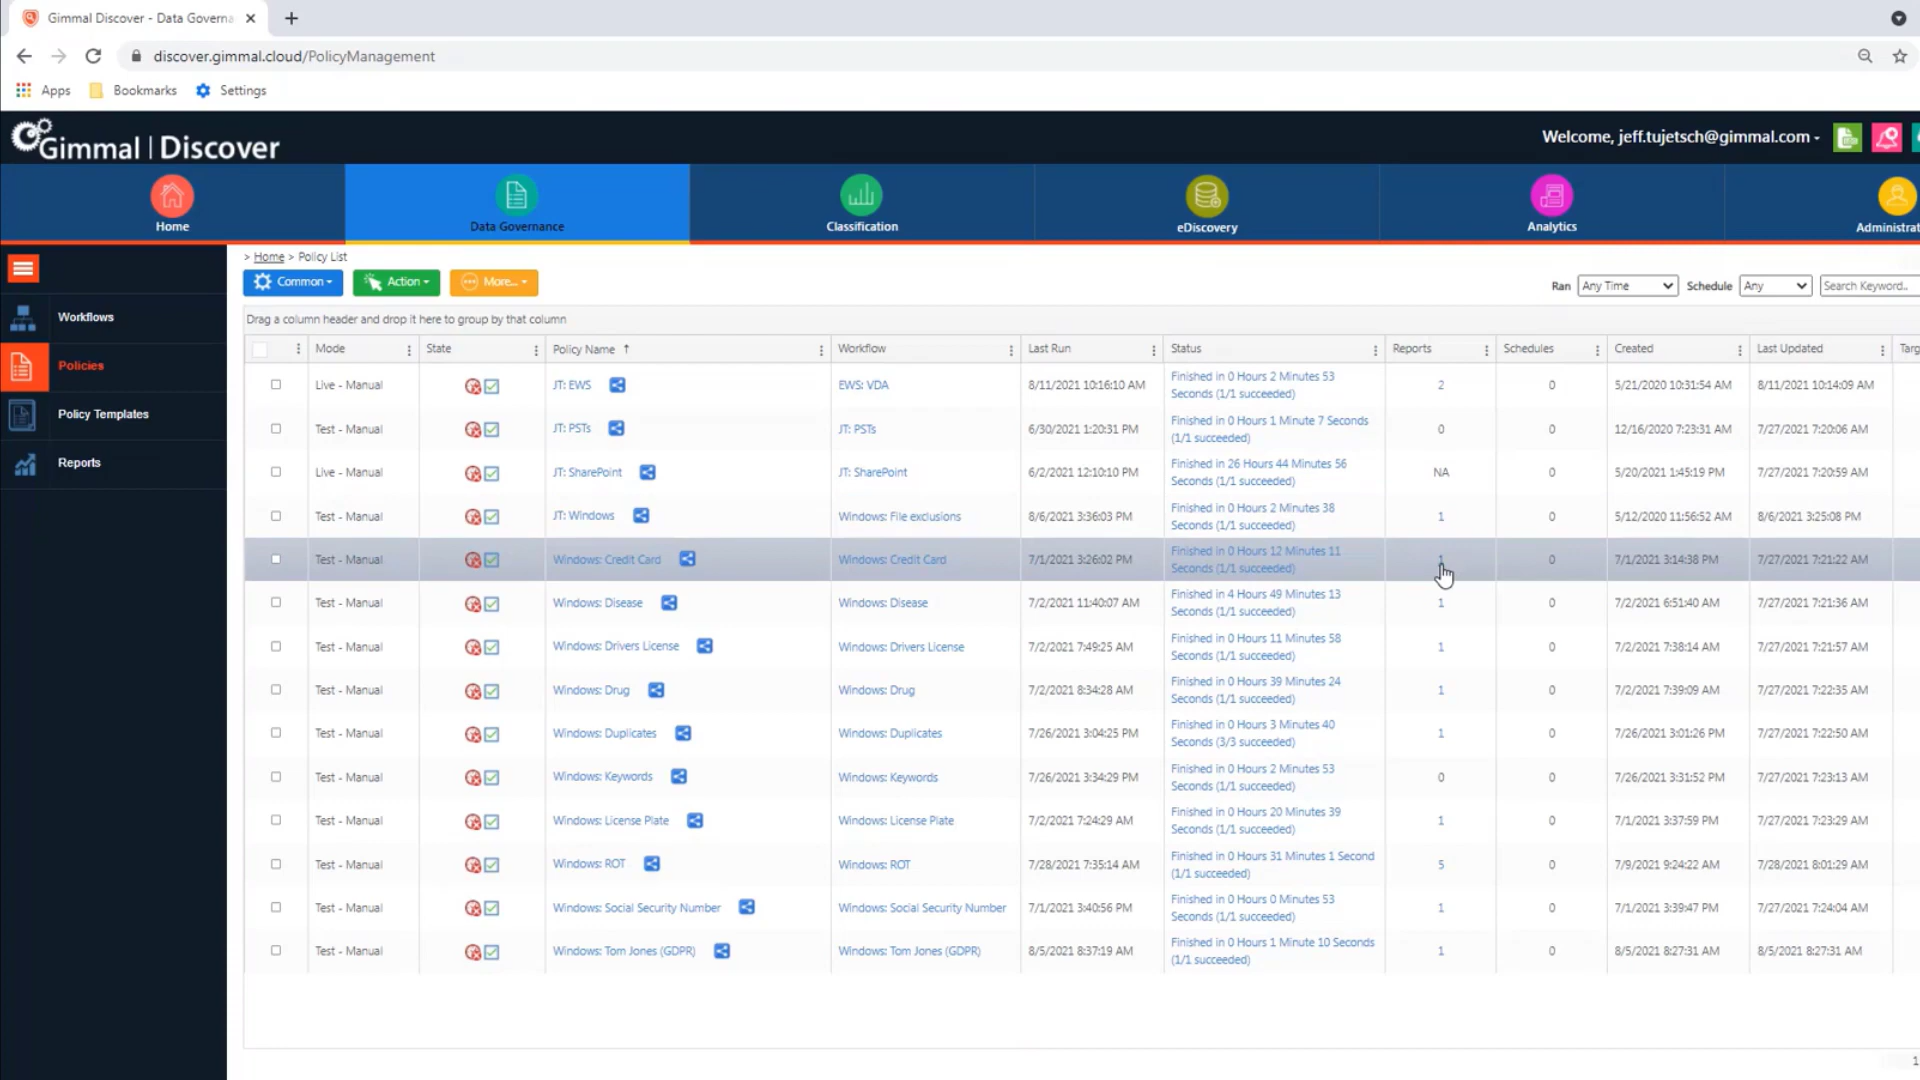 Gimmal Discover - Data Governa
discover.gimmal.cloud/PolicyManagement
Apps Bookmarks Settings
Gimmal | Discover
Welcome, jeff.tujetsch@gimmal.com
Home Data Governance Classification eDiscovery Analytics Administrat
> Home > Policy List
Common Action More...
Ran Any Time Schedule Any Search Keyword..
Workflows
Policies
Policy Templates
Reports
Drag a column header and drop it here to group by that column
Mode State Policy Name ↑ Workflow Last Run Status Reports Schedules Created Last Updated Targ
Live - Manual JT: EWS EWS: VDA 8/11/2021 10:16:10 AM Finished in 0 Hours 2 Minutes 53 2 0 5/21/2020 10:31:54 AM 8/11/2021 10:14:09 AM
Seconds (1/1 succeeded)
Test - Manual JT: PSTs JT: PSTs 6/30/2021 1:20:31 PM Finished in 0 Hours 1 Minute 7 Seconds 0 0 12/16/2020 7:23:31 AM 7/27/2021 7:20:06 AM
(1/1 succeeded)
Live - Manual JT: SharePoint JT: SharePoint 6/2/2021 12:10:10 PM Finished in 26 Hours 44 Minutes 56 NA 0 5/20/2021 1:45:19 PM 7/27/2021 7:20:59 AM
Seconds (1/1 succeeded)
Test - Manual JT: Windows Windows: File exclusions 8/6/2021 3:36:03 PM Finished in 0 Hours 2 Minutes 38 1 0 5/12/2020 11:56:52 AM 8/6/2021 3:25:08 PM
Seconds (1/1 succeeded)
Test - Manual Windows: Credit Card Windows: Credit Card 7/1/2021 3:26:02 PM Finished in 0 Hours 12 Minutes 11 1 0 7/1/2021 3:14:38 PM 7/27/2021 7:21:22 AM
Seconds (1/1 succeeded)
Test - Manual Windows: Disease Windows: Disease 7/2/2021 11:40:07 AM Finished in 4 Hours 49 Minutes 13 1 0 7/2/2021 6:51:40 AM 7/27/2021 7:21:36 AM
Seconds (1/1 succeeded)
Test - Manual Windows: Drivers License Windows: Drivers License 7/2/2021 7:49:25 AM Finished in 0 Hours 11 Minutes 58 1 0 7/2/2021 7:38:14 AM 7/27/2021 7:21:57 AM
Seconds (1/1 succeeded)
Test - Manual Windows: Drug Windows: Drug 7/2/2021 8:34:28 AM Finished in 0 Hours 39 Minutes 24 1 0 7/2/2021 7:39:09 AM 7/27/2021 7:22:35 AM
Seconds (1/1 succeeded)
Test - Manual Windows: Duplicates Windows: Duplicates 7/26/2021 3:04:25 PM Finished in 0 Hours 3 Minutes 40 1 0 7/26/2021 3:01:26 PM 7/27/2021 7:22:50 AM
Seconds (3/3 succeeded)
Test - Manual Windows: Keywords Windows: Keywords 7/26/2021 3:34:29 PM Finished in 0 Hours 2 Minutes 53 0 0 7/26/2021 3:31:52 PM 7/27/2021 7:23:13 AM
Seconds (1/1 succeeded)
Test - Manual Windows: License Plate Windows: License Plate 7/2/2021 7:24:29 AM Finished in 0 Hours 20 Minutes 39 1 0 7/1/2021 3:37:59 PM 7/27/2021 7:23:29 AM
Seconds (1/1 succeeded)
Test - Manual Windows: ROT Windows: ROT 7/28/2021 7:35:14 AM Finished in 0 Hours 31 Minutes 1 Second 5 0 7/9/2021 9:24:22 AM 7/28/2021 8:01:29 AM
(1/1 succeeded)
Test - Manual Windows: Social Security Number Windows: Social Security Number 7/1/2021 3:40:56 PM Finished in 0 Hours 0 Minutes 53 1 0 7/1/2021 3:39:47 PM 7/27/2021 7:24:04 AM
Seconds (1/1 succeeded)
Test - Manual Windows: Tom Jones (GDPR) Windows: Tom Jones (GDPR) 8/5/2021 8:37:19 AM Finished in 0 Hours 1 Minute 10 Seconds 1 0 8/5/2021 8:27:31 AM 8/5/2021 8:27:31 AM
(1/1 succeeded)
1